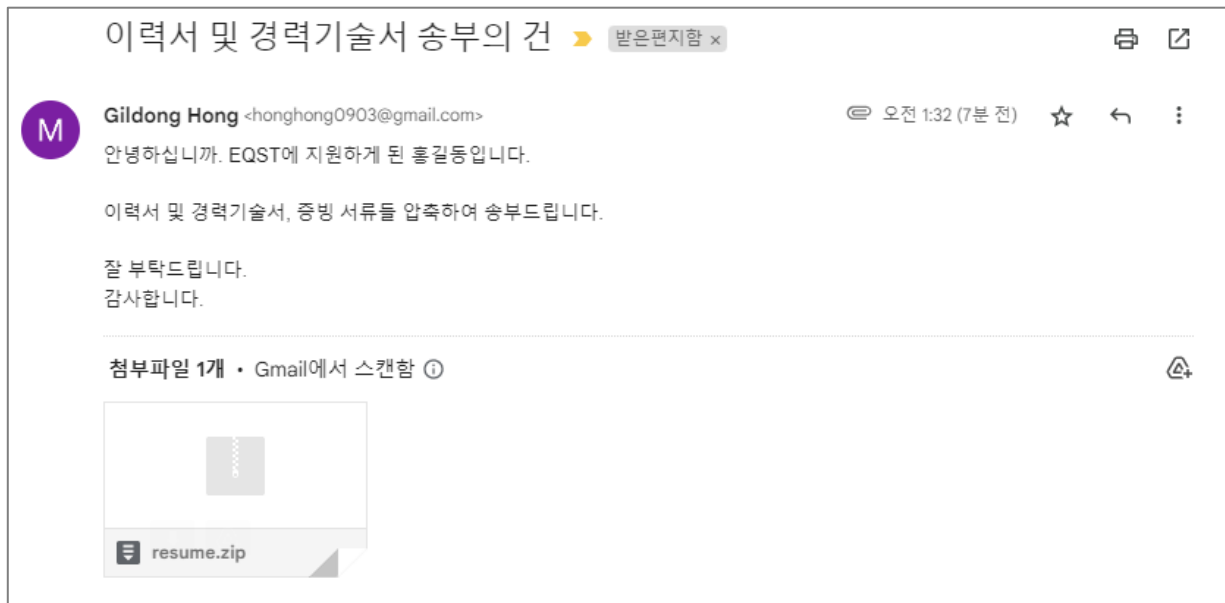 이력서 및 경력기술서 송부의 건 받은편지함 ×
M
Gildong Hong <honghong0903@gmail.com> 오전 1:32 (7분 전)
안녕하십니까. EQST에 지원하게 된 홍길동입니다.
이력서 및 경력기술서, 증빙 서류들 압축하여 송부드립니다.
잘 부탁드립니다.
감사합니다.
첨부파일 1개 • Gmail에서 스캔함
resume.zip